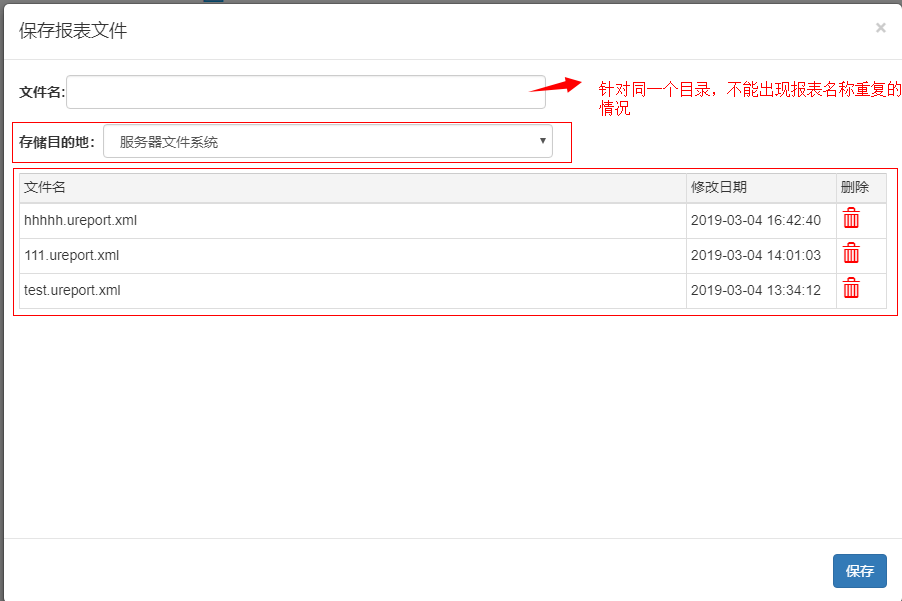 保存报表文件
×
文件名:
针对同一个目录，不能出现报表名称重复的
情况
存储目的地：
服务器文件系统
文件名 修改日期 删除
hhhhh.ureport.xml 2019-03-04 16:42:40
111.ureport.xml 2019-03-04 14:01:03
test.ureport.xml 2019-03-04 13:34:12
保存